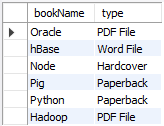 bookName type
Oracle PDF File
hBase Word File
Node Hardcover
Pig Paperback
Python Paperback
Hadoop PDF File